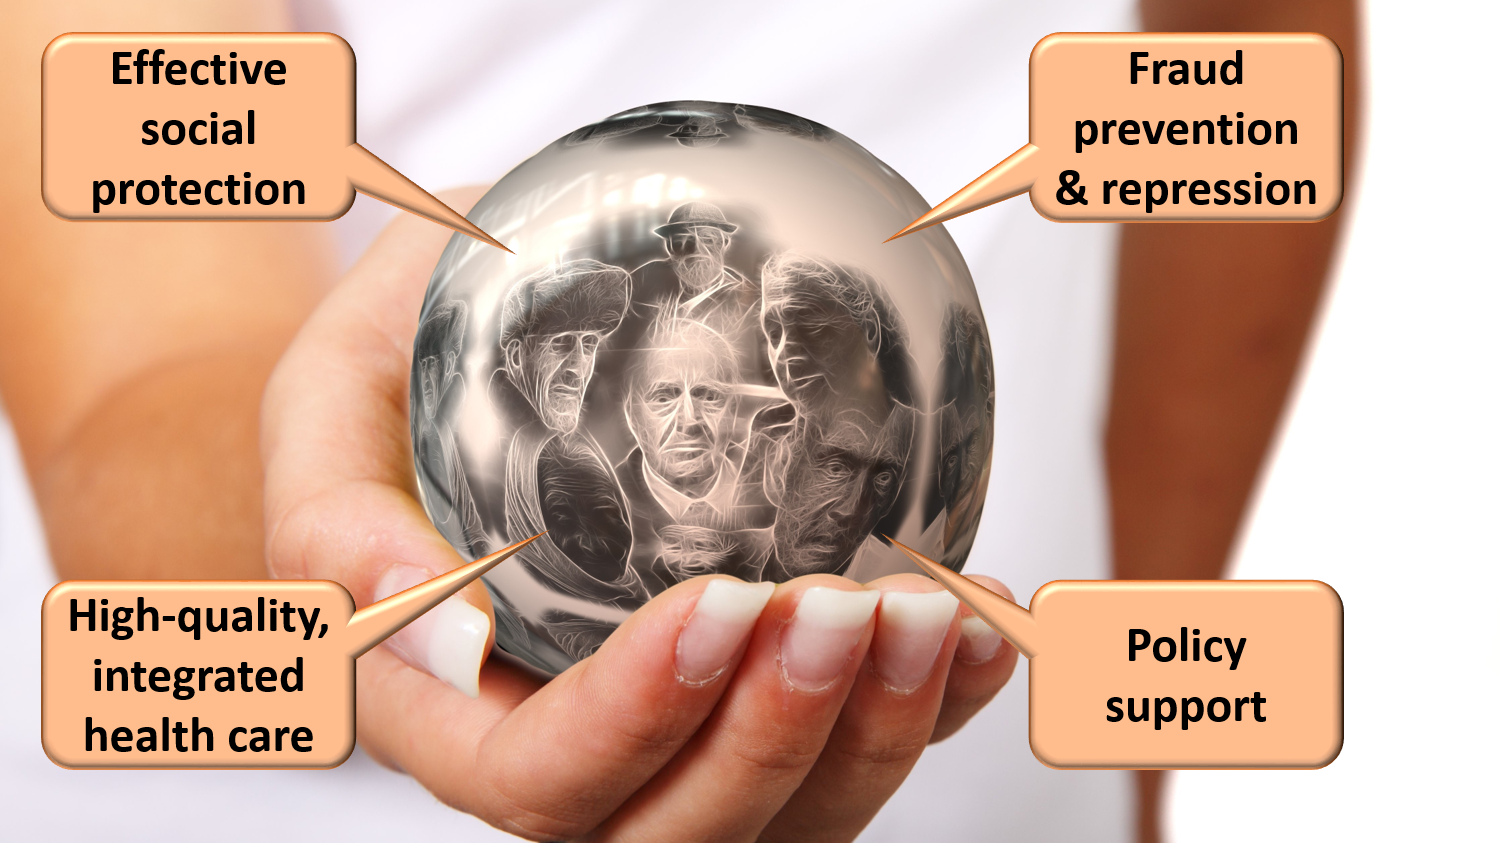 Effective
social
protection
Fraud
prevention
& repression
High-quality,
integrated
health care
Policy
support